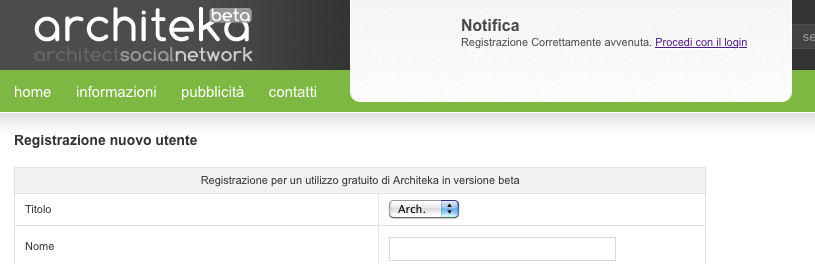 architeka beta
architectsocialnetwork
Notifica
Registrazione Correttamente avvenuta. Procedi con il login
se
home informazioni pubblicità contatti
Registrazione nuovo utente
Registrazione per un utilizzo gratuito di Architeka in versione beta
Titolo Arch.
Nome